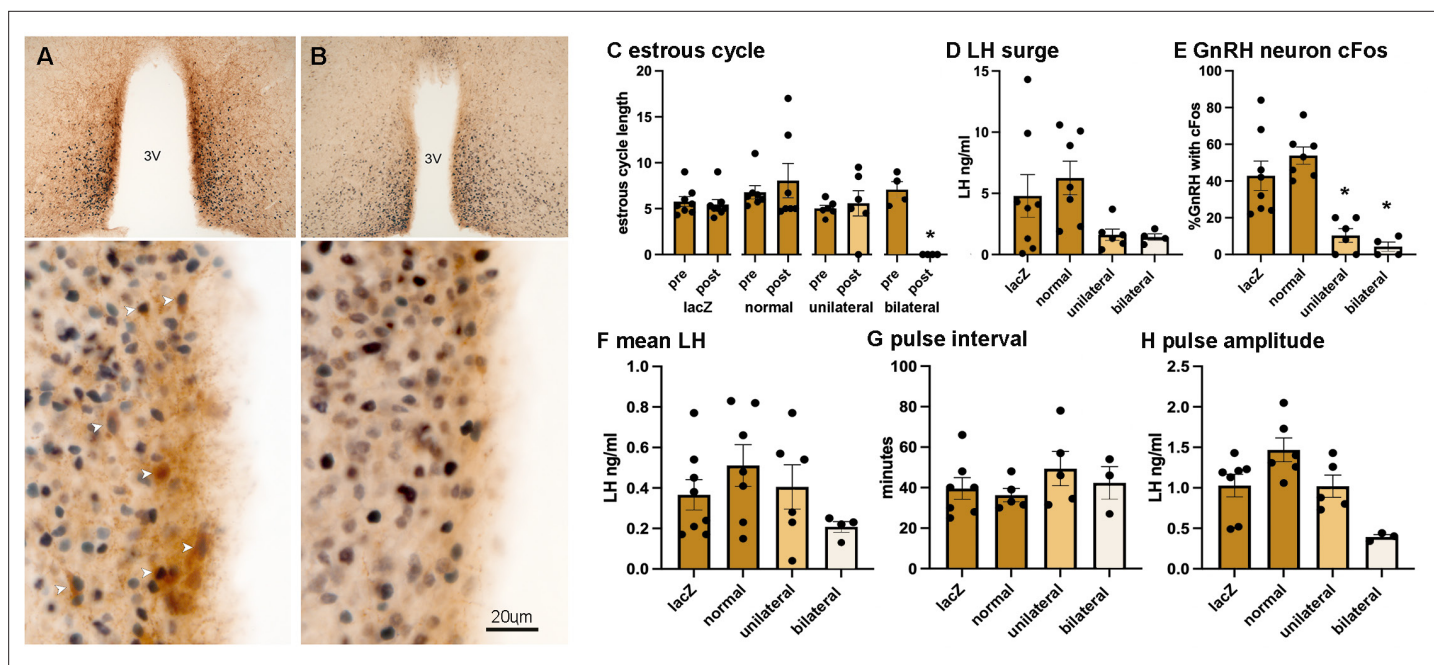 A
3V
B
3V
20µm
C estrous cycle
estrous cycle length
20
15
10
5
0
*
pre
post
pre
post
pre
post
pre
post
lacZ
normal
unilateral
bilateral
D LH surge
LH ng/ml
15
10
5
0
lacZ
normal
unilateral
bilateral
E GnRH neuron cFos
%GnRH with cFos
100
80
60
40
20
0
*
*
lacZ
normal
unilateral
bilateral
F mean LH
LH ng/ml
1.0
0.8
0.6
0.4
0.2
0.0
lacZ
normal
unilateral
bilateral
G pulse interval
minutes
100
80
60
40
20
0
lacZ
normal
unilateral
bilateral
H pulse amplitude
LH ng/ml
2.5
2.0
1.5
1.0
0.5
0.0
lacZ
normal
unilateral
bilateral